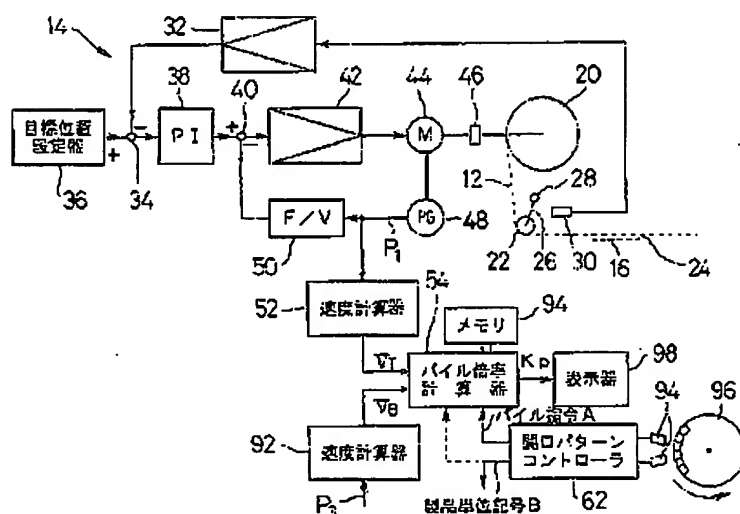 14
32
38
42
44
46
20
目標位置
設定器
36
+
−
34
PI
+
40
−
M
12
28
PG
48
22
26
30
16
24
F/V
50
P1
52
速度計算器
54
メモリ
94
VT
パイル倍率
計算器
KP
表示器
98
VB
パイル指令A
92
速度計算器
開口パターン
コントローラ
94
96
62
製品単位記号B